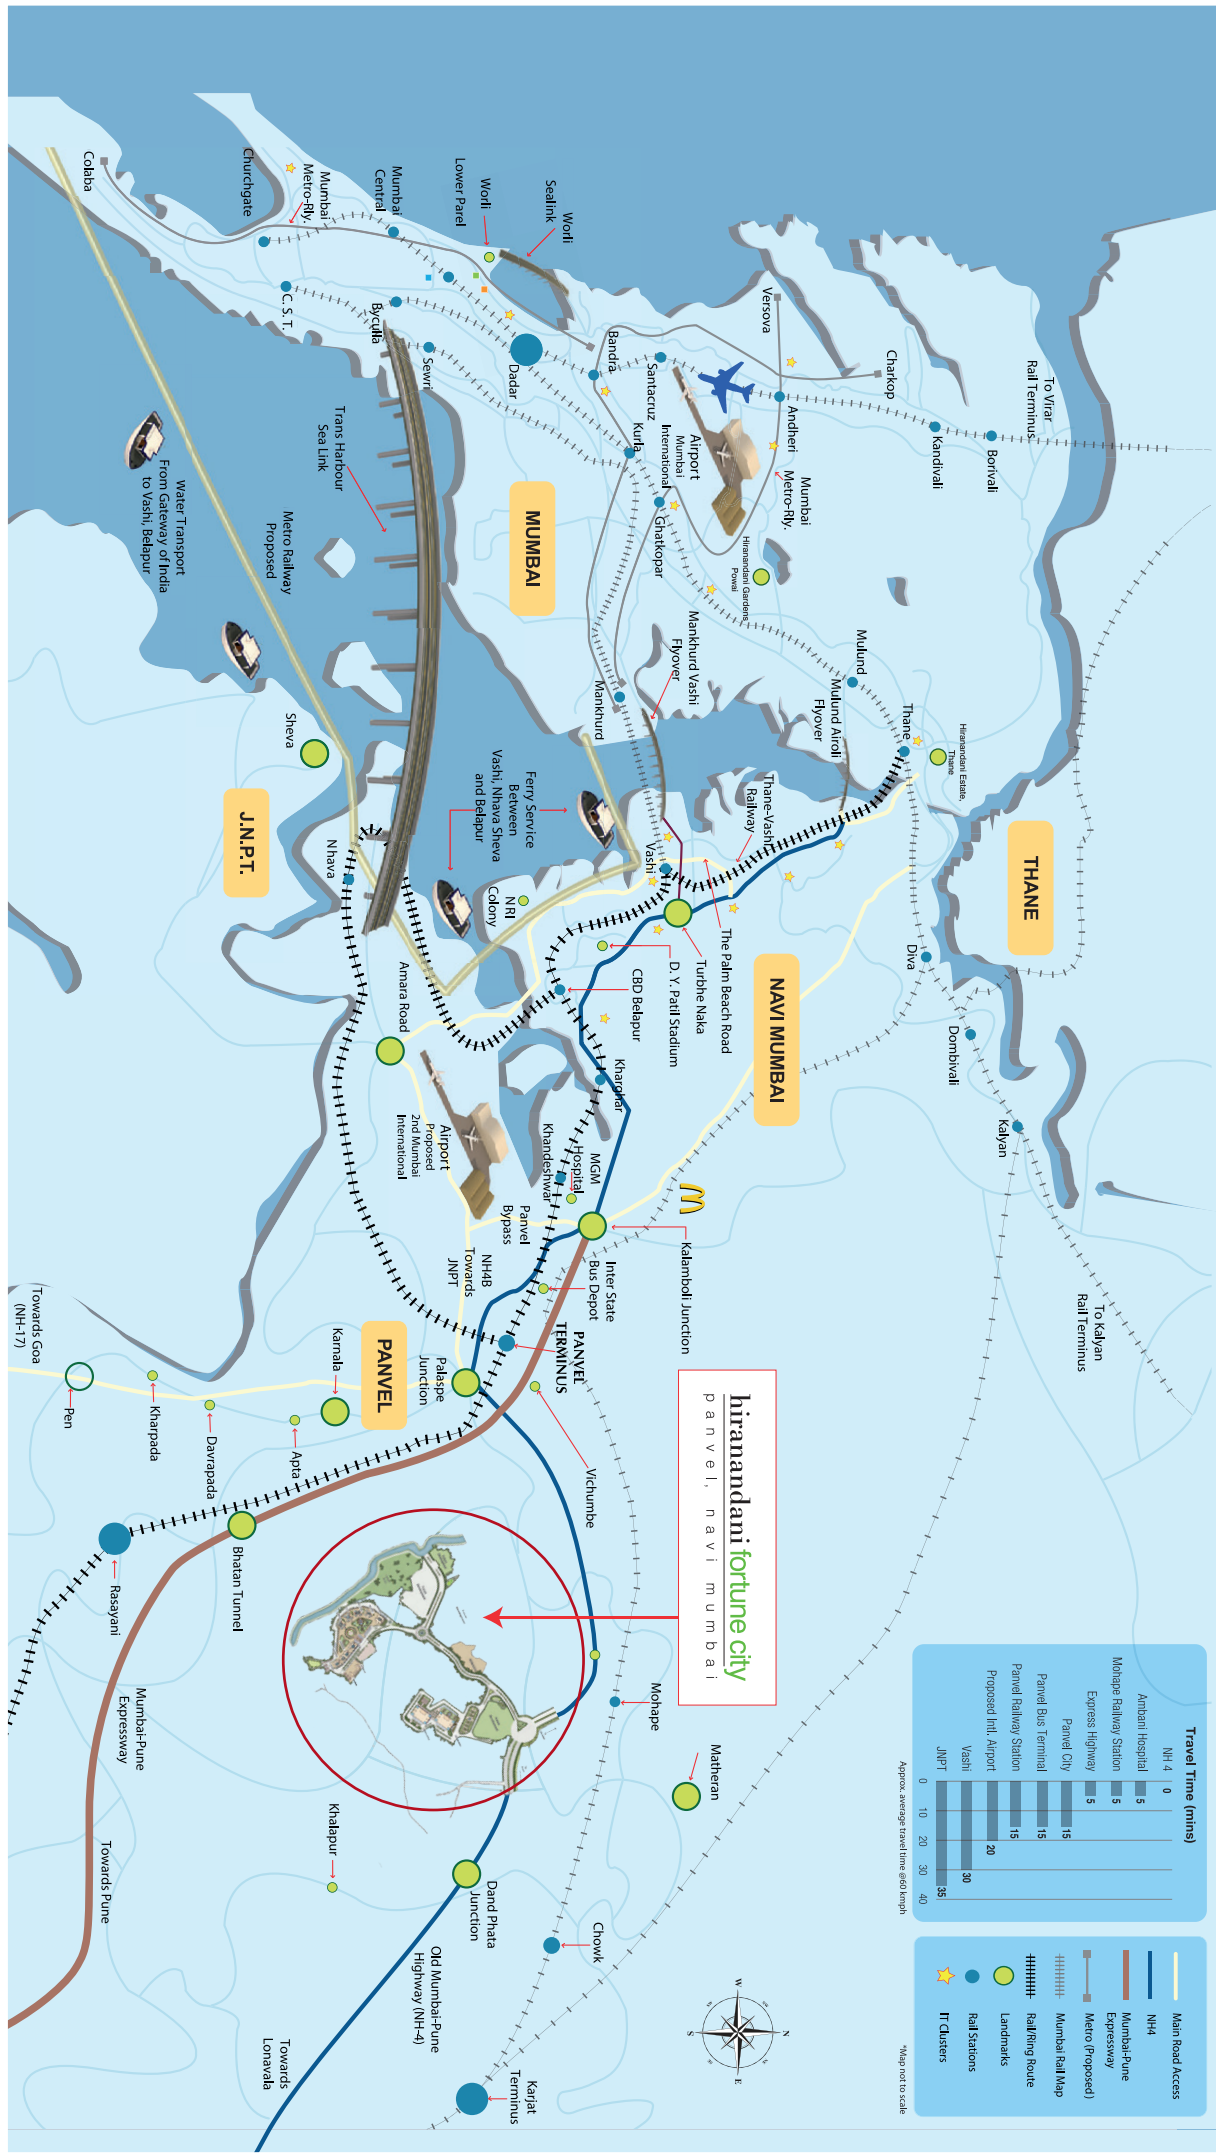 To Virar
Rail Terminus
Borivali
Kandivali
Charkop
Versova
Andheri
Mumbai
Metro-Rly.
Santacruz
Bandra
Airport
Mumbai
International
Kurla
Ghatkopar
Hiranandani Gardens,
Powai
Worli
Sealink
Worli
Lower Parel
Mumbai
Central
Mumbai
Metro-Rly.
Churchgate
Colaba
C. S. T.
Byculla
Sewri
Dadar
MUMBAI
Trans Harbour
Sea Link
Metro Railway
Proposed
Water Transport
From Gateway of India
to Vashi, Belapur
Mulund
Mulund Airoli
Flyover
Thane
Hiranandani Estate,
Thane
THANE
Mankhurd Vashi
Flyover
Mankhurd
Thane-Vashi
Railway
Vashi
Ferry Service
Between
Vashi, Nhava Sheva
and Belapur
NRI
Colony
Sheva
J.N.P.T.
Nhava
The Palm Beach Road
Turbhe Naka
D. Y. Patil Stadium
CBD Belapur
NAVI MUMBAI
Diva
Dombivali
Kalyan
To Kalyan
Rail Terminus
Amara Road
Kharghar
Airport
Proposed
2nd Mumbai
International
MGM
Hospital
Khandeshwar
Panvel
Bypass
Kalamboli Junction
Inter State
Bus Depot
NH4B
Towards
JNPT
PANVEL
TERMINUS
Palaspe
Junction
PANVEL
Karnala
Towards Goa
(NH-17)
Pen
Kharpada
Davrapada
Apta
Vichumbe
Bhatan Tunnel
Rasayani
hiranandani fortune city
panvel, navi mumbai
Mohape
Matheran
Mumbai-Pune
Expressway
Towards Pune
Khalapur
Dand Phata
Junction
Chowk
Old Mumbai-Pune
Highway (NH-4)
Towards
Lonavala
Karjat
Terminus
Travel Time (mins)
NH 4 0
Ambani Hospital 5
Mohape Railway Station 5
Express Highway 5
Panvel City 15
Panvel Bus Terminal 15
Panvel Railway Station 15
Proposed Intl. Airport 20
Vashi 30
JNPT 35
0 10 20 30 40
Approx. average travel time @60 kmph
Main Road Access
NH4
Mumbai-Pune
Expressway
Metro (Proposed)
Mumbai Rail Map
Rail/Ring Route
Landmarks
Rail Stations
IT Clusters
*Map not to scale
N
E
S
W